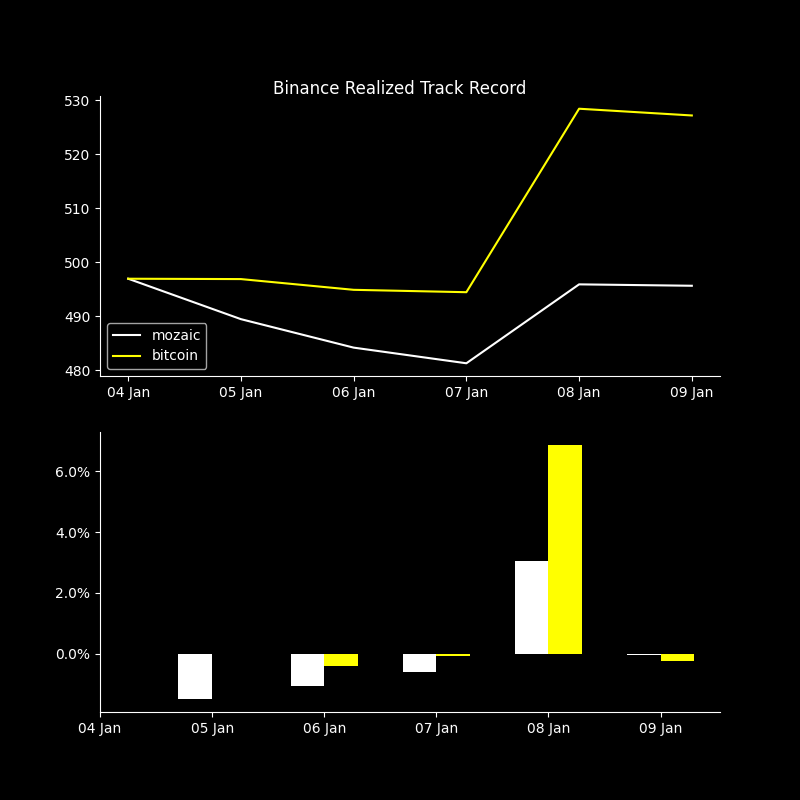 Binance Realized Track Record
530
520
510
500
490
480
mozaic
bitcoin
04 Jan 05 Jan 06 Jan 07 Jan 08 Jan 09 Jan
6.0%
4.0%
2.0%
0.0%
04 Jan 05 Jan 06 Jan 07 Jan 08 Jan 09 Jan